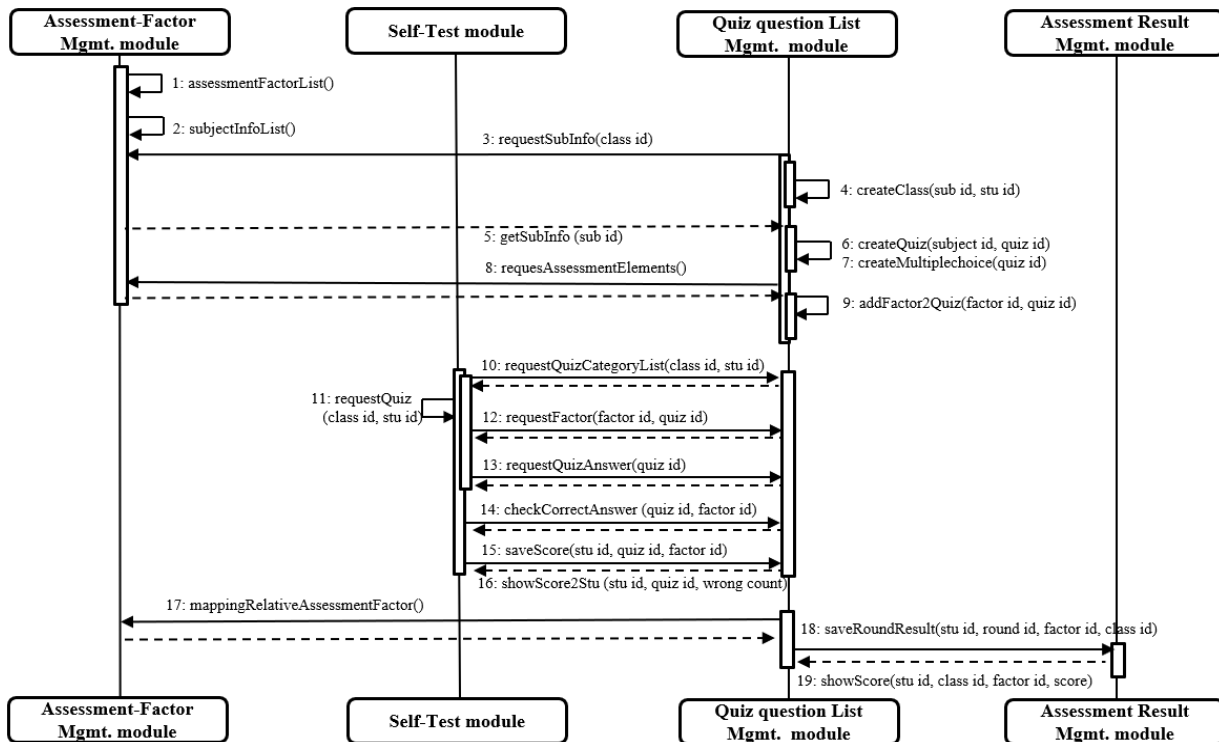 Assessment-Factor
Mgmt. module
Self-Test module
Quiz question List
Mgmt.  module
Assessment Result
Mgmt. module
1: assessmentFactorList()
2: subjectInfoList()
3: requestSubInfo(class id)
4: createClass(sub id, stu id)
5: getSubInfo (sub id)
6: createQuiz(subject id, quiz id)
7: createMultiplechoice(quiz id)
8: requesAssessmentElements()
9: addFactor2Quiz(factor id, quiz id)
10: requestQuizCategoryList(class id, stu id)
11: requestQuiz
(class id, stu id)
12: requestFactor(factor id, quiz id)
13: requestQuizAnswer(quiz id)
14: checkCorrectAnswer (quiz id, factor id)
15: saveScore(stu id, quiz id, factor id)
16: showScore2Stu (stu id, quiz id, wrong count)
17: mappingRelativeAssessmentFactor()
18: saveRoundResult(stu id, round id, factor id, class id)
19: showScore(stu id, class id, factor id, score)
Assessment-Factor
Mgmt. module
Self-Test module
Quiz question List
Mgmt.  module
Assessment Result
Mgmt. module